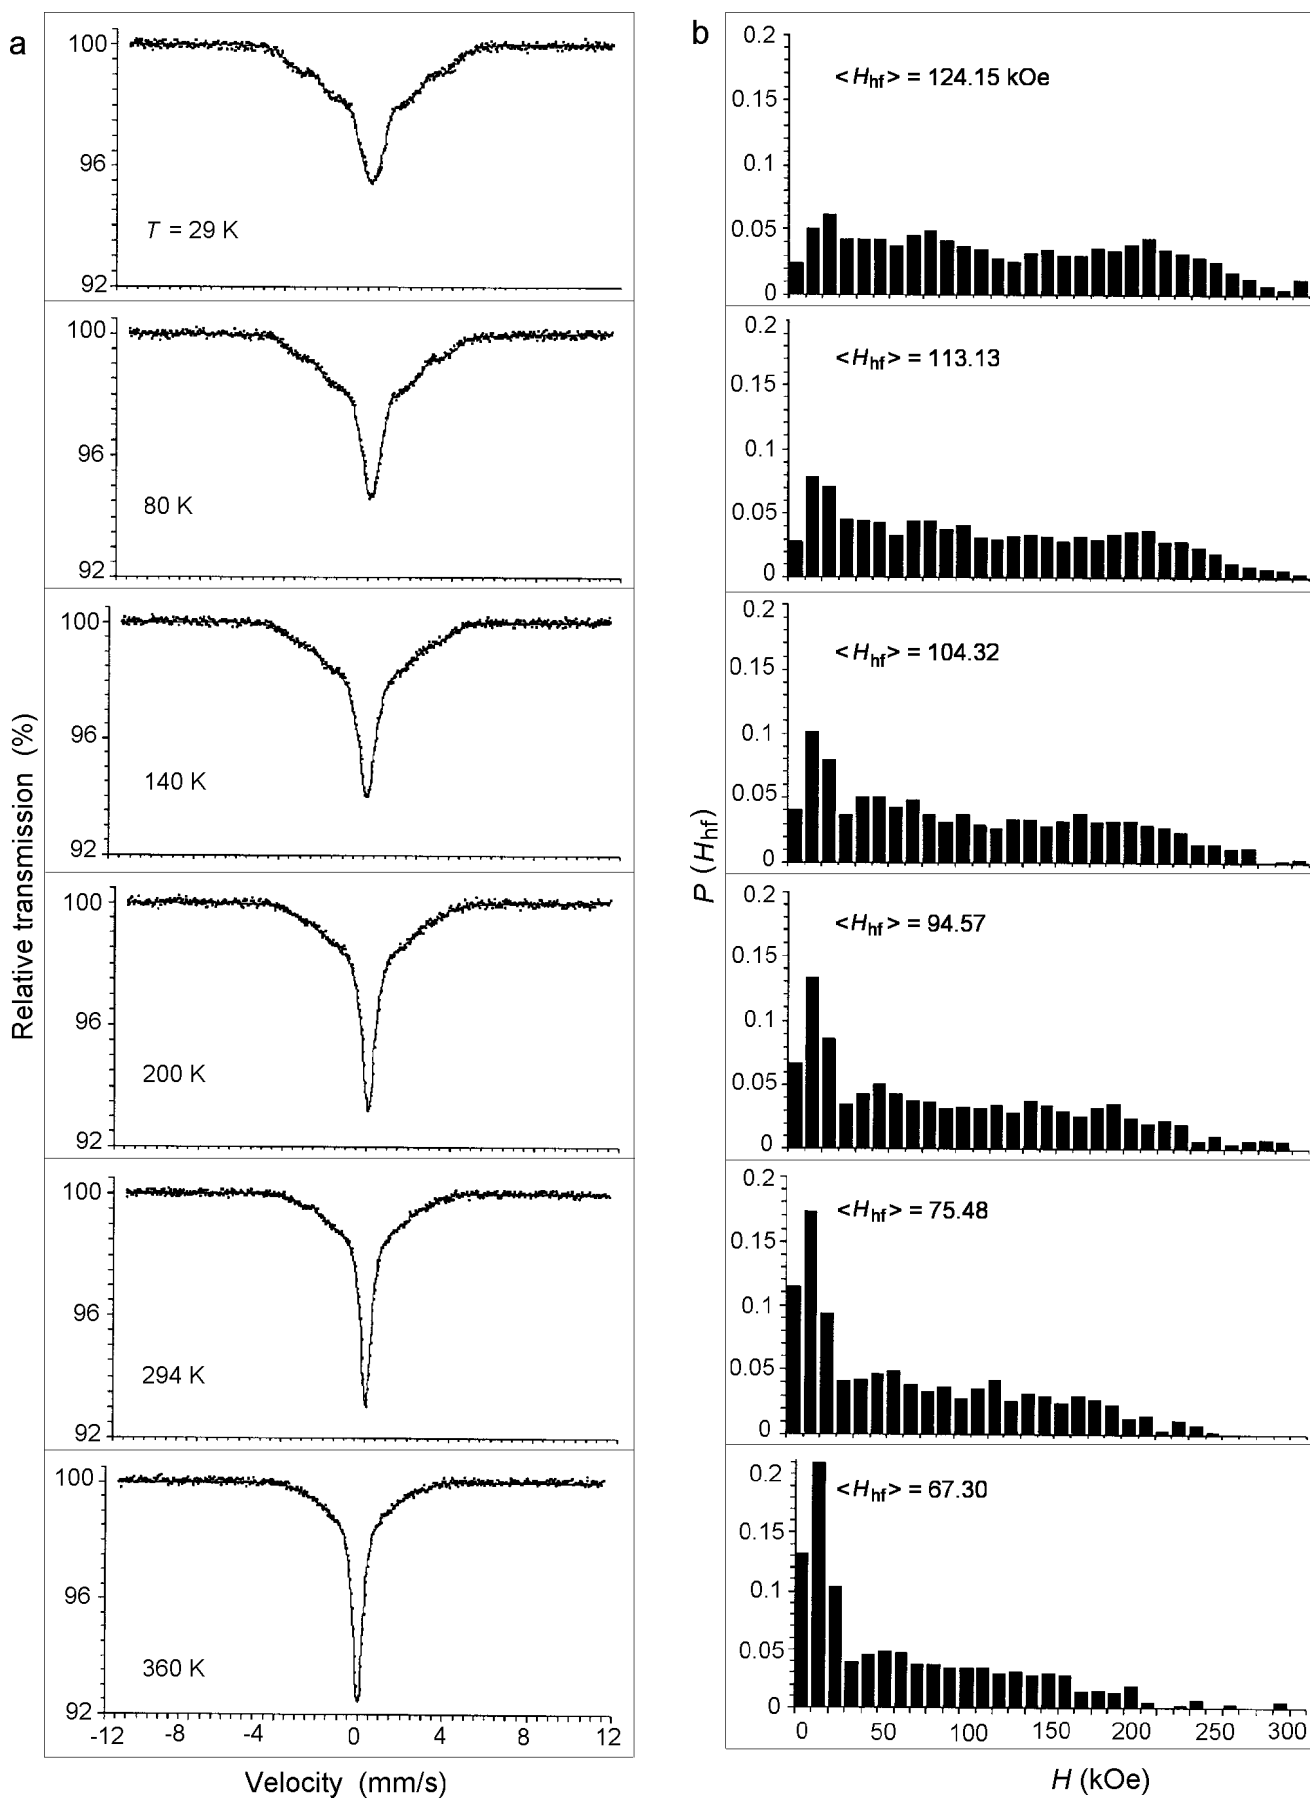 a
100
96
92
T = 29 K
100
96
92
80 K
100
96
92
140 K
100
96
92
200 K
100
96
92
294 K
100
96
92
360 K
-12 -8 -4 0 4 8 12
Relative transmission (%)
Velocity (mm/s)
b
0.2
0.15
0.1
0.05
0
<Hhf> = 124.15 kOe
0.2
0.15
0.1
0.05
0
<Hhf> = 113.13
0.2
0.15
0.1
0.05
0
<Hhf> = 104.32
0.2
0.15
0.1
0.05
0
<Hhf> = 94.57
0.2
0.15
0.1
0.05
0
<Hhf> = 75.48
0.2
0.15
0.1
0.05
0
<Hhf> = 67.30
0 50 100 150 200 250 300
P (Hhf)
H (kOe)